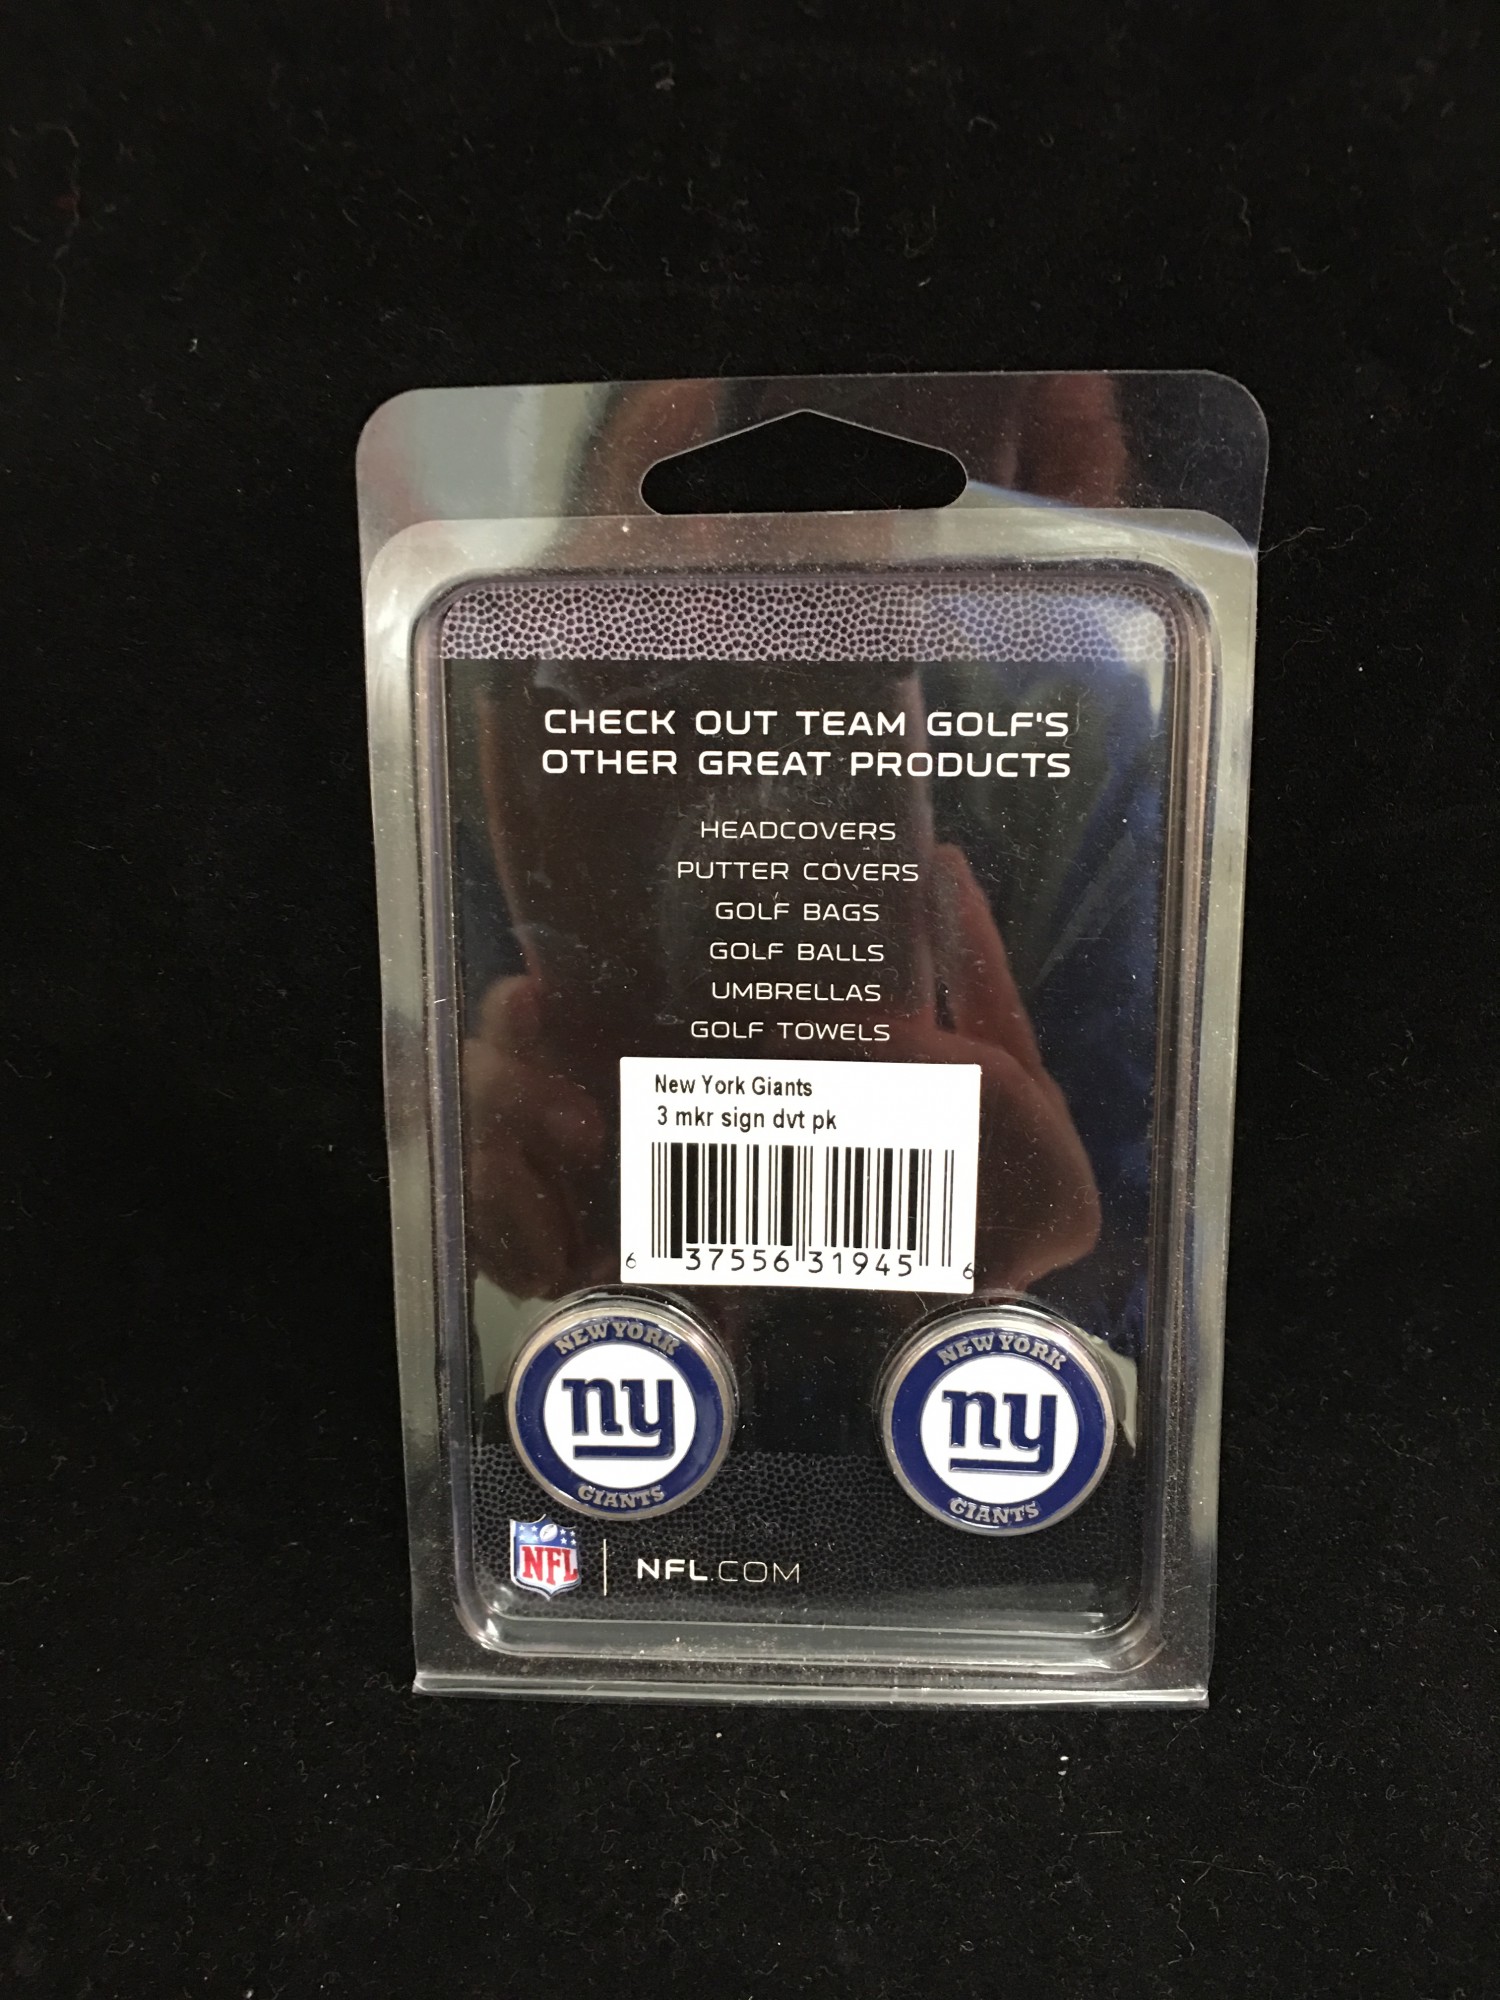 CHECK OUT TEAM GOLF'S
OTHER GREAT PRODUCTS
HEADCOVERS
PUTTER COVERS
GOLF BAGS
GOLF BALLS
UMBRELLAS
GOLF TOWELS
New York Giants
3 mkr sign dvt pk
6 37556 31945 6
NEW YORK
ny
GIANTS
NEW YORK
ny
GIANTS
NFL
NFL.COM